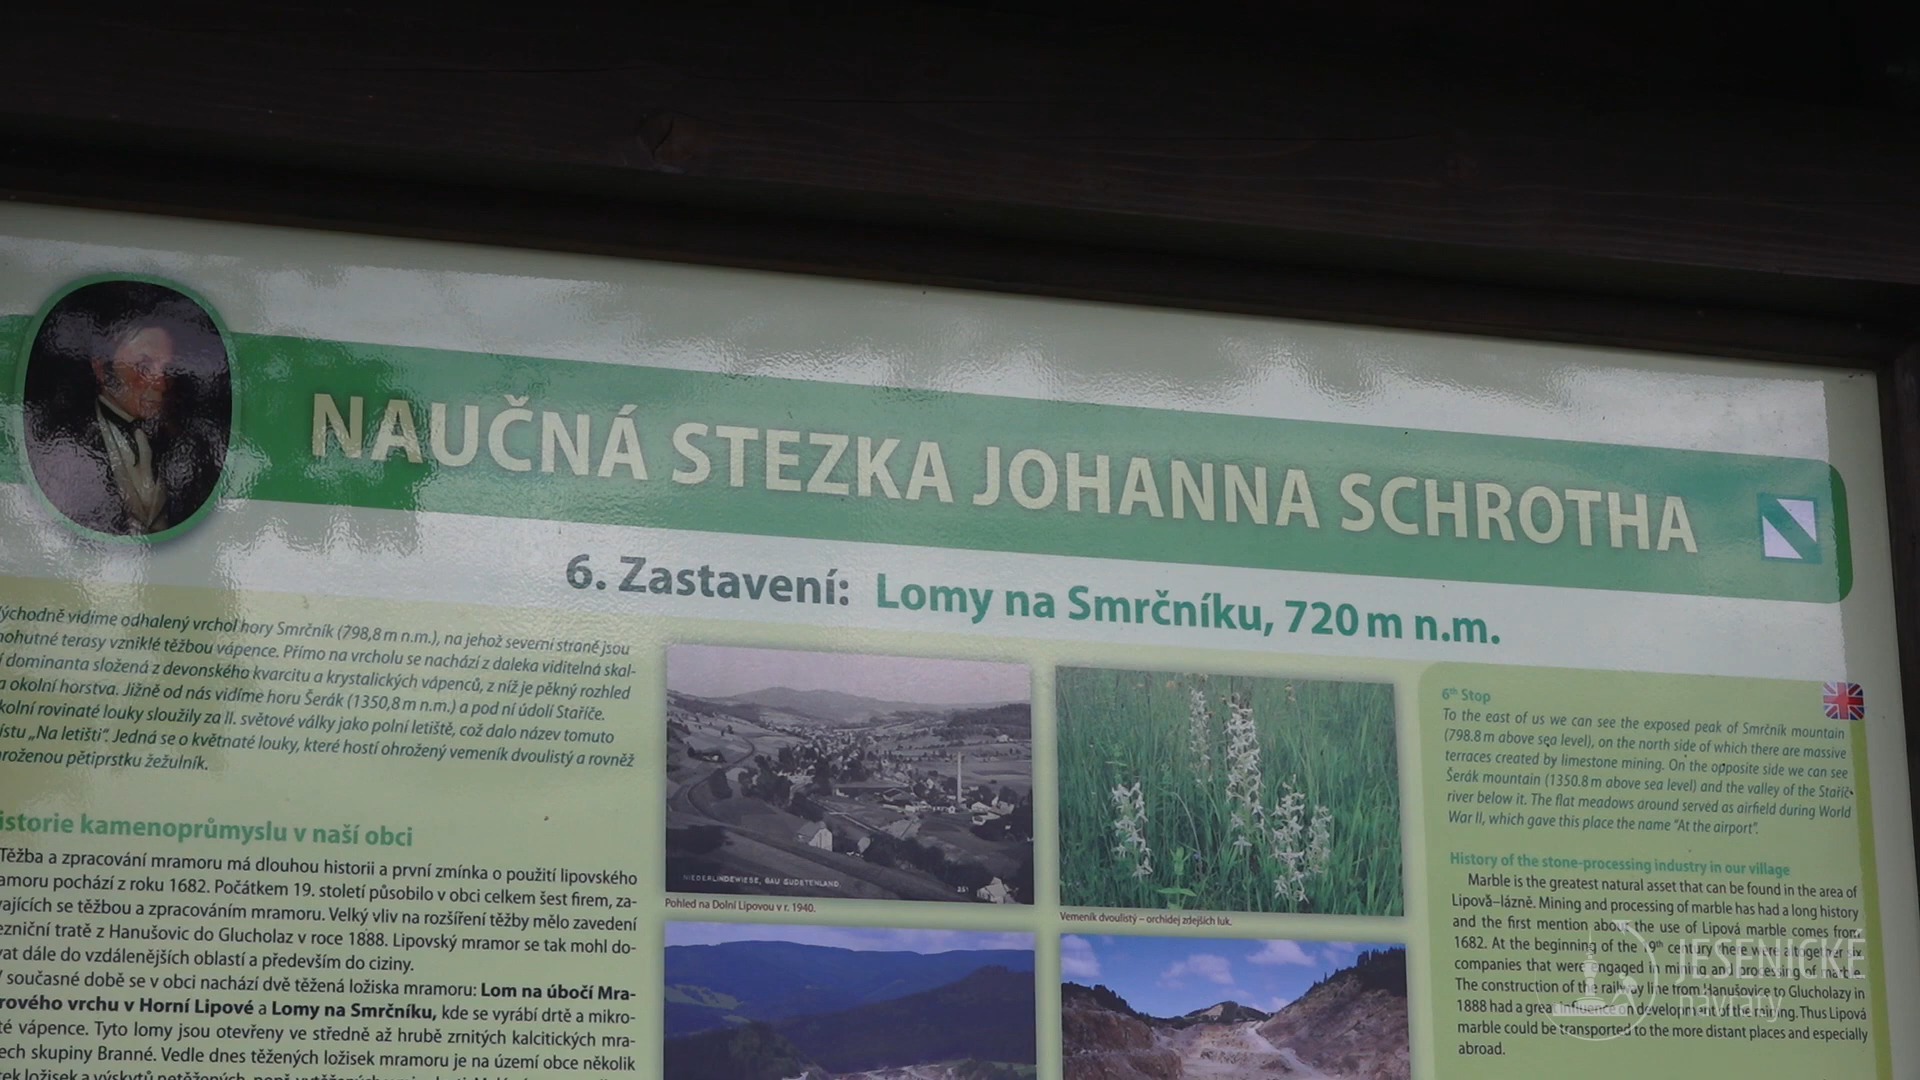 NAUČNÁ STEZKA JOHANNA SCHROTHA
6. Zastavení: Lomy na Smrčníku, 720 m n.m.
ýchodně vidíme odhalený vrchol hory Smrčník (798,8 m n.m.), na jehož severní straně jsou
ohutné terasy vzniklé těžbou vápence. Přímo na vrcholu se nachází z daleka viditelná skal-
í dominanta složená z devonského kvarcitu a krystalických vápenců, z níž je pěkný rozhled
a okolní horstva. Jižně od nás vidíme horu Šerák (1350,8 m n.m.) a pod ní údolí Staříče.
kolní rovinaté louky sloužily za II. světové války jako polní letiště, což dalo název tomuto
ístu „Na letišti“. Jedná se o květnaté louky, které hostí ohrožený vemeník dvoulistý a rovněž
hroženou pětiprstku žežulník.
istorie kamenoprůmyslu v naší obci
Těžba a zpracování mramoru má dlouhou historii a první zmínka o použití lipovského
amoru pochází z roku 1682. Počátkem 19. století působilo v obci celkem šest firem, za-
vajících se těžbou a zpracováním mramoru. Velký vliv na rozšíření těžby mělo zavedení
ezniční tratě z Hanušovic do Glucholaz v roce 1888. Lipovský mramor se tak mohl do-
vat dále do vzdálenějších oblastí a především do ciziny.
V současné době se v obci nachází dvě těžená ložiska mramoru: Lom na úbočí Mra-
rového vrchu v Horní Lipové a Lomy na Smrčníku, kde se vyrábí drtě a mikro-
té vápence. Tyto lomy jsou otevřeny ve středně až hrubě zrnitých kalcitických mra-
ech skupiny Branné. Vedle dnes těžených ložisek mramoru je na území obce několik
ek ložisek a výskytů netěžených,
NIEDERLINDEWIESE, GAU SUDETENLAND.
251
Pohled na Dolní Lipovou v r. 1940.
Vemeník dvoulistý – orchidej zdejších luk.
6th Stop
To the east of us we can see the exposed peak of Smrčník mountain
(798.8 m above sea level), on the north side of which there are massive
terraces created by limestone mining. On the opposite side we can see
Šerák mountain (1350.8 m above sea level) and the valley of the Staříč
river below it. The flat meadows around served as airfield during World
War II, which gave this place the name "At the airport".
History of the stone-processing industry in our village
Marble is the greatest natural asset that can be found in the area of
Lipová-lázně. Mining and processing of marble has had a long history
and the first mention about the use of Lipová marble comes from
1682. At the beginning of the 19th century there were altogether six
companies that were engaged in mining and processing of marble.
The construction of the railway line from Hanušovice to Glucholazy in
1888 had a great influence on development of the mining. Thus Lipová
marble could be transported to the more distant places and especially
abroad.
JESENICKÉ
návraty